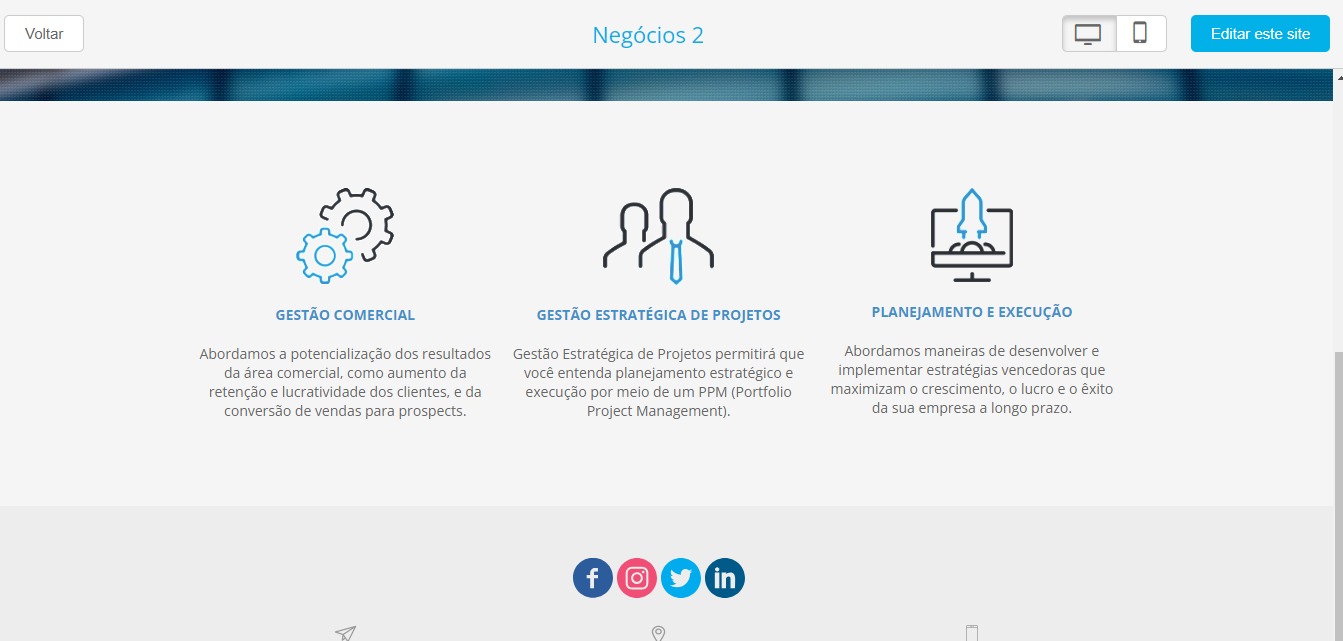 Voltar
Negócios 2
Editar este site
GESTÃO COMERCIAL
Abordamos a potencialização dos resultados
da área comercial, como aumento da
retenção e lucratividade dos clientes, e da
conversão de vendas para prospects.
GESTÃO ESTRATÉGICA DE PROJETOS
Gestão Estratégica de Projetos permitirá que
você entenda planejamento estratégico e
execução por meio de um PPM (Portfolio
Project Management).
PLANEJAMENTO E EXECUÇÃO
Abordamos maneiras de desenvolver e
implementar estratégias vencedoras que
maximizam o crescimento, o lucro e o êxito
da sua empresa a longo prazo.